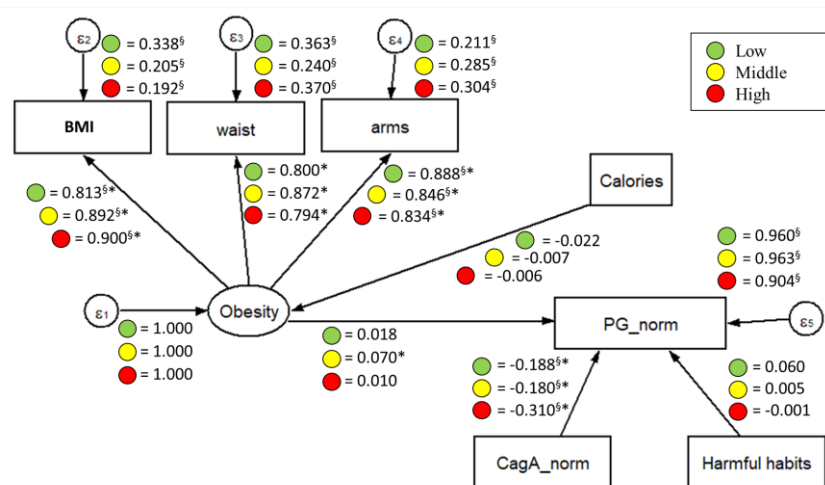 ε2
= 0.338§
= 0.205§
= 0.192§
ε3
= 0.363§
= 0.240§
= 0.370§
ε4
= 0.211§
= 0.285§
= 0.304§
Low
Middle
High
BMI
waist
arms
= 0.813§*
= 0.892§*
= 0.900§*
= 0.800*
= 0.872*
= 0.794*
= 0.888§*
= 0.846§*
= 0.834§*
Calories
= -0.022
= -0.007
= -0.006
= 0.960§
= 0.963§
= 0.904§
ε1
Obesity
PG_norm
ε5
= 1.000
= 1.000
= 1.000
= 0.018
= 0.070*
= 0.010
= -0.188§*
= -0.180§*
= -0.310§*
= 0.060
= 0.005
= -0.001
CagA_norm
Harmful habits